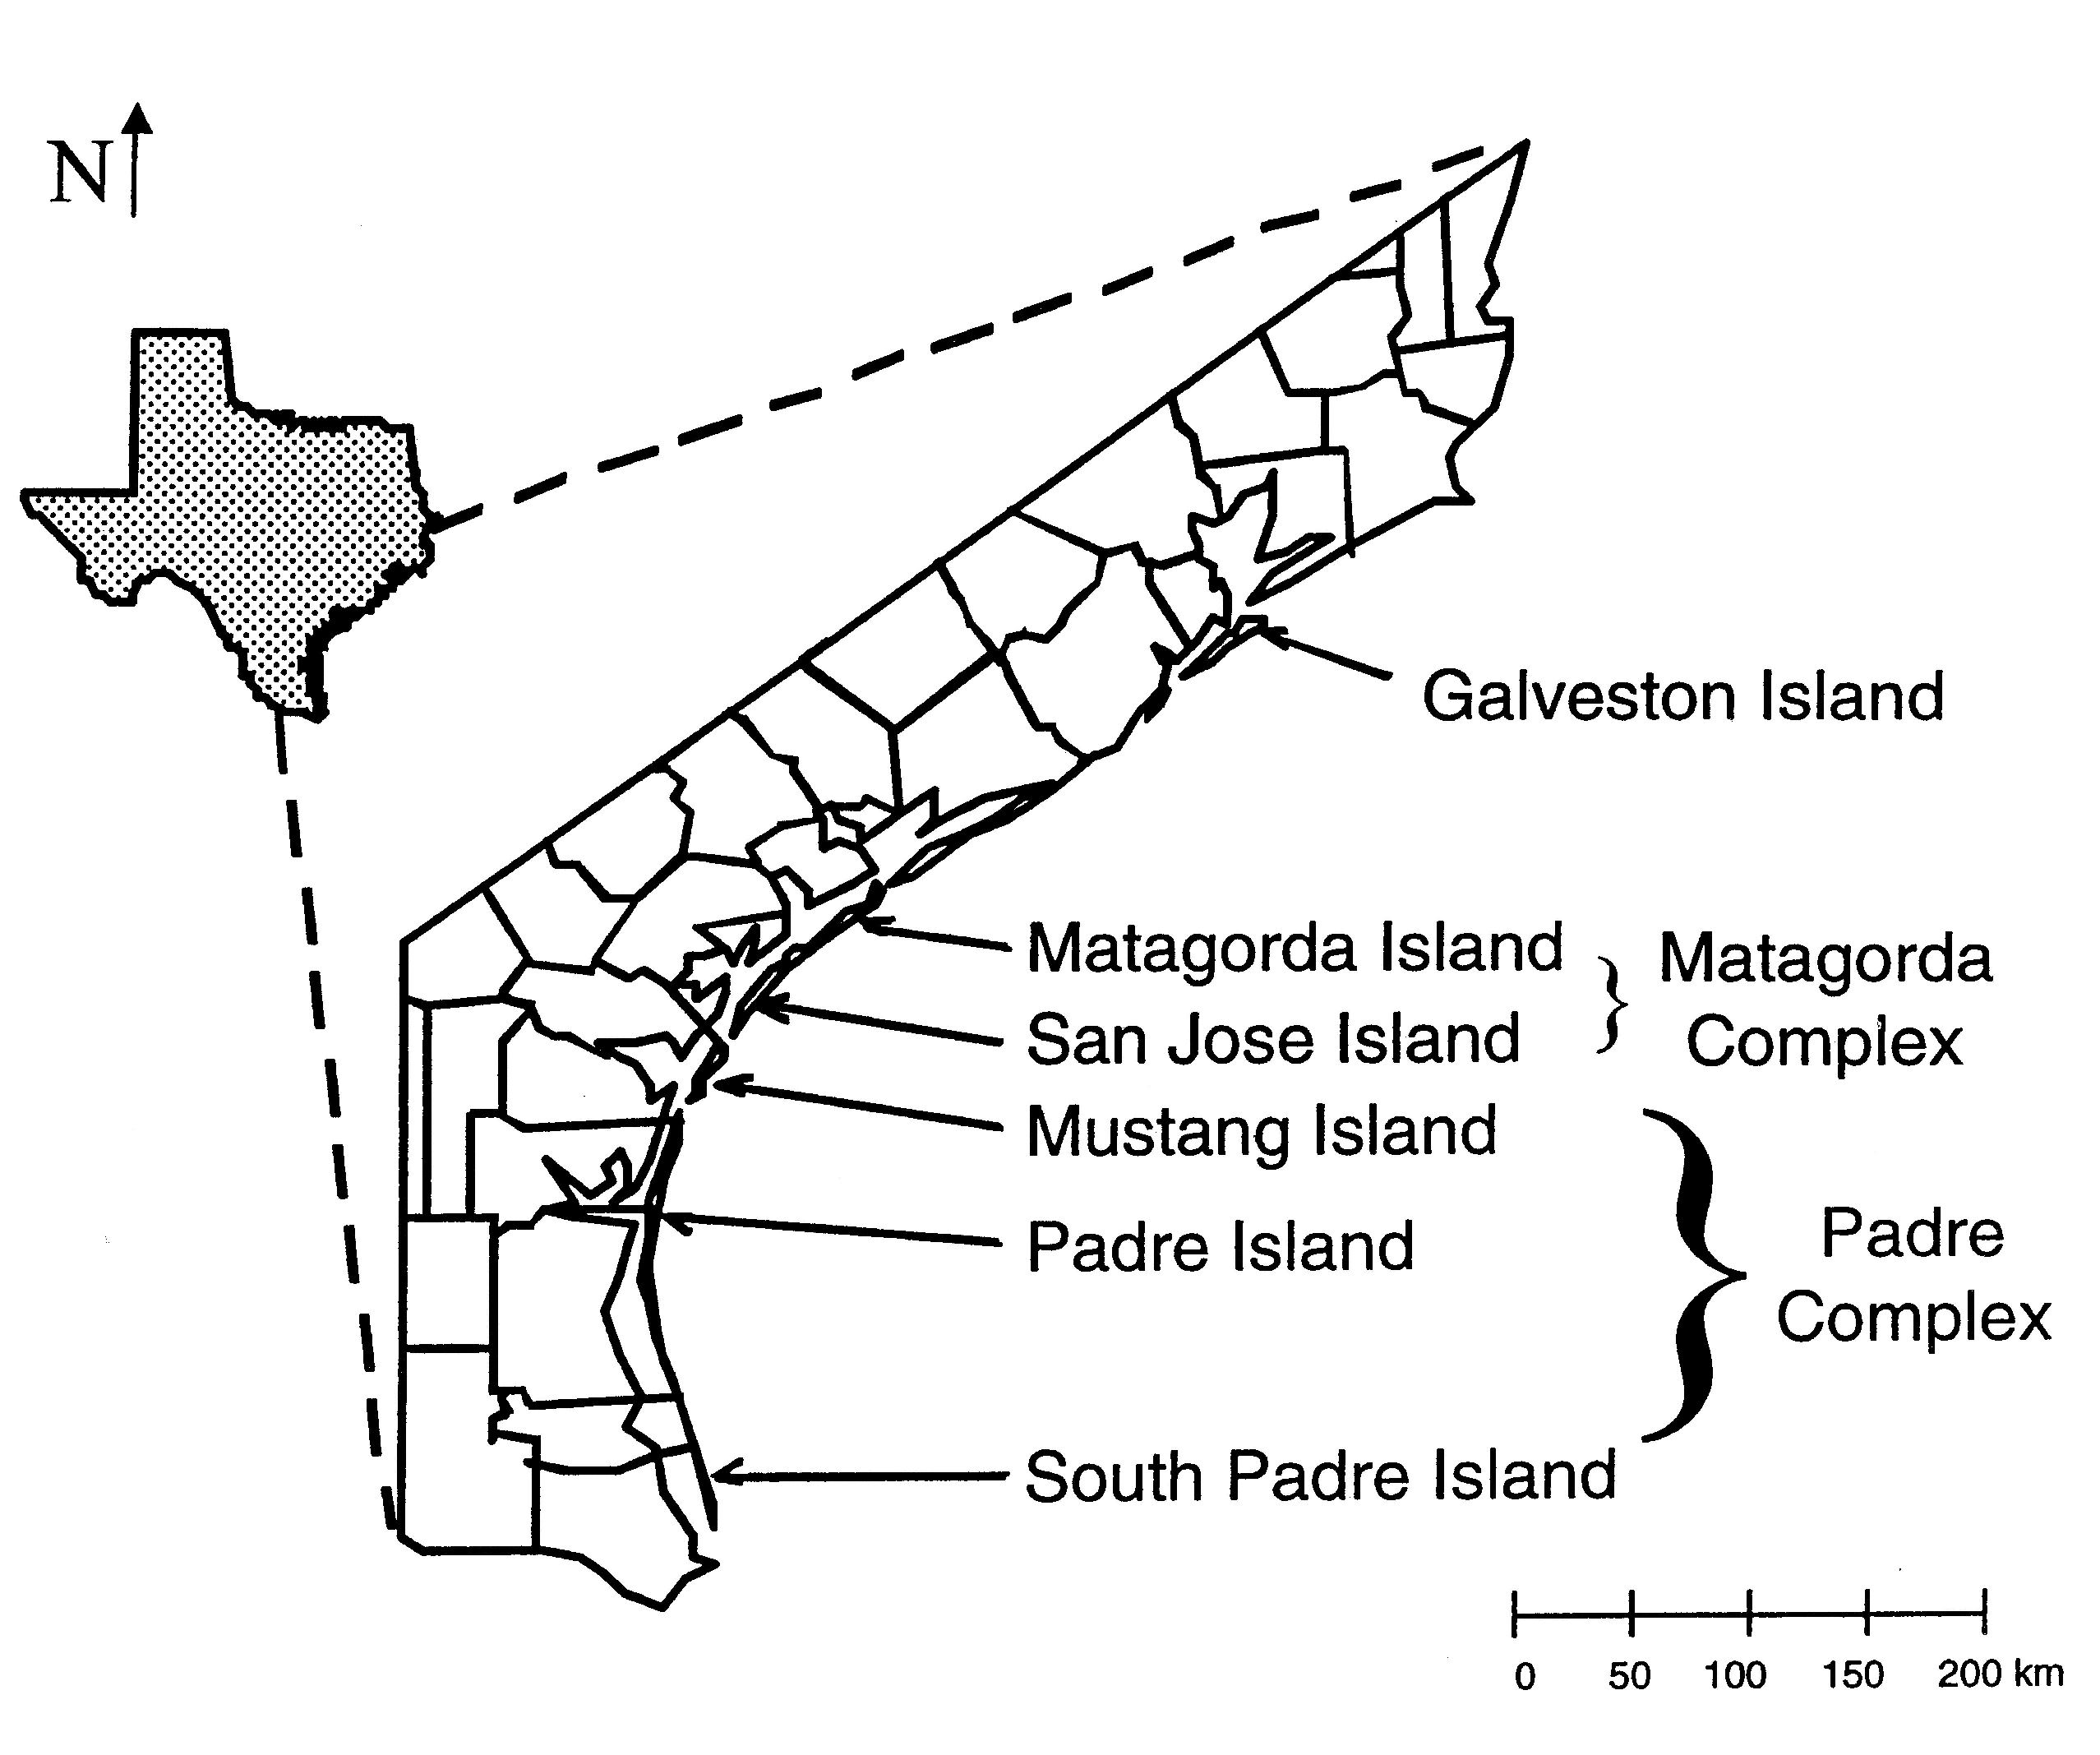 N
Galveston Island
Matagorda Island
San Jose Island
Matagorda
Complex
Mustang Island
Padre Island
South Padre Island
Padre
Complex
0 50 100 150 200 km